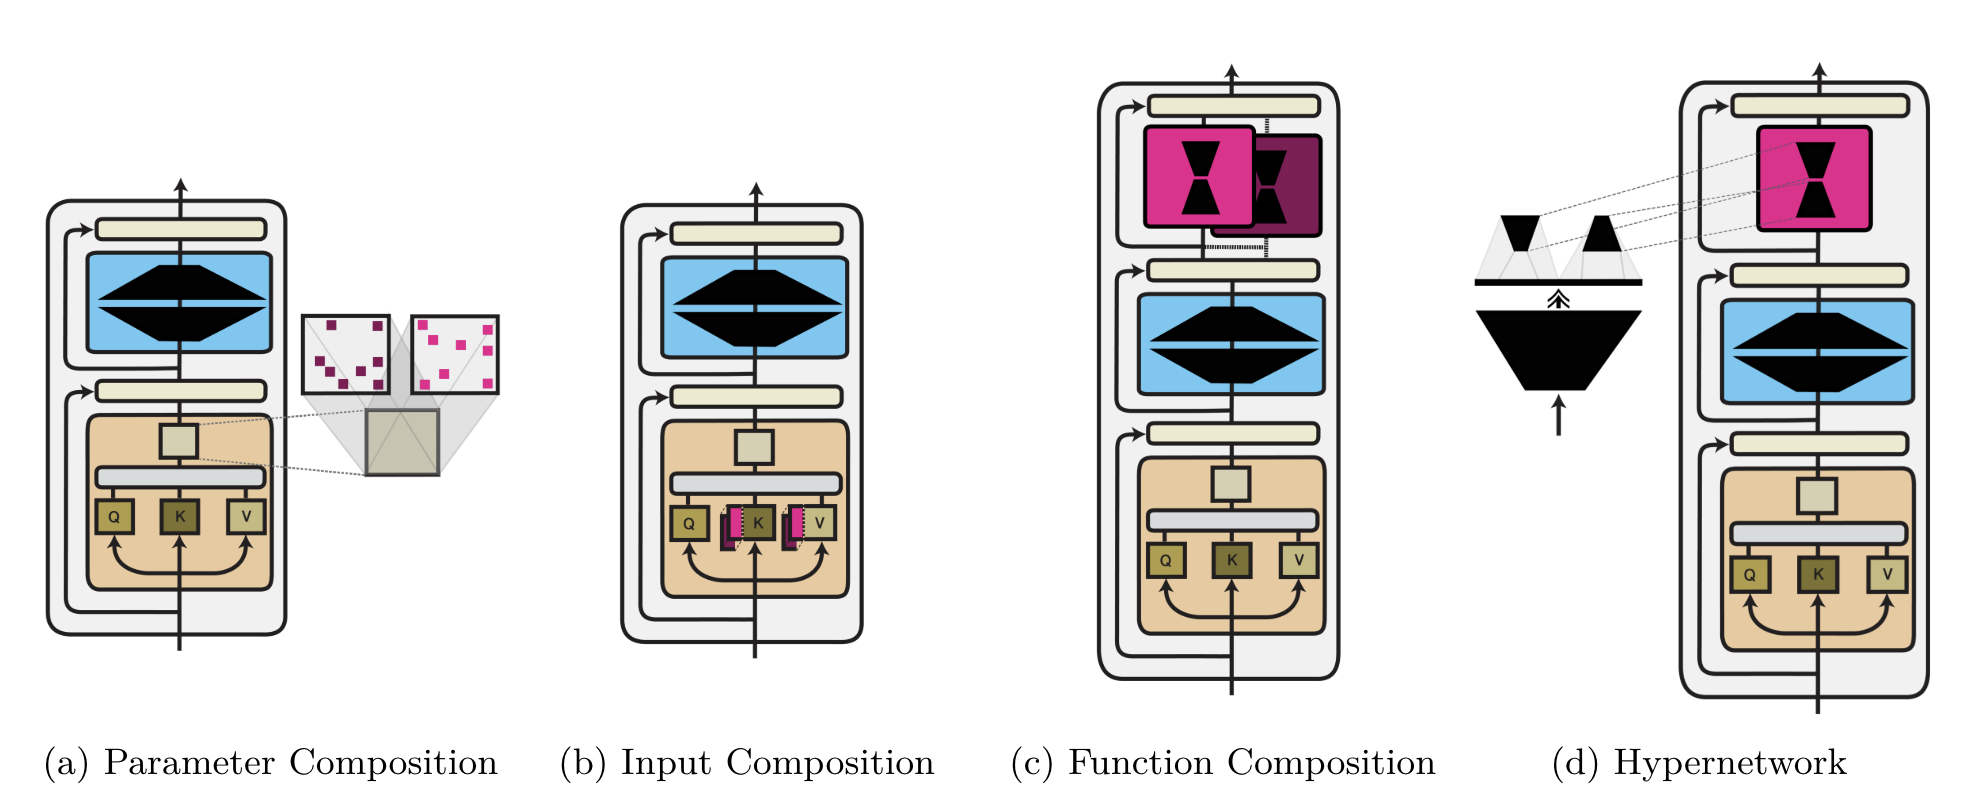 Q K V
Q K V
Q K V
Q K V
(a) Parameter Composition
(b) Input Composition
(c) Function Composition
(d) Hypernetwork